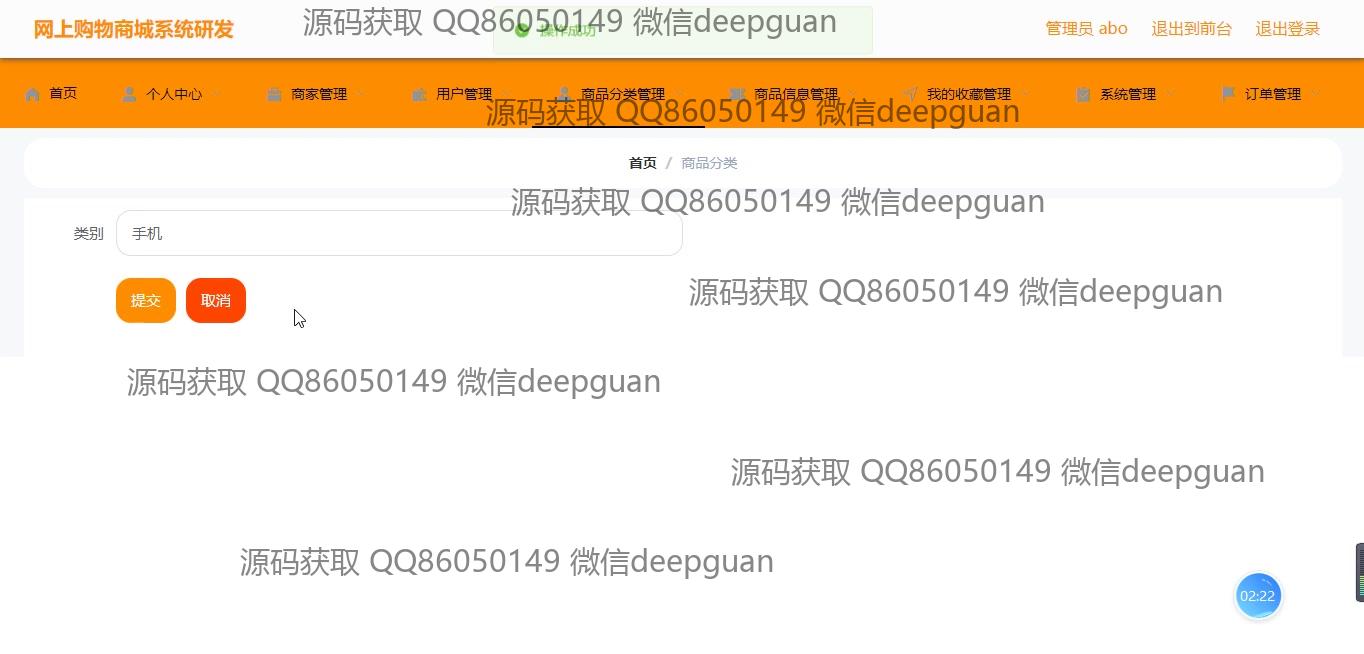 网上购物商城系统研发
源码获取 QQ86050149 微信deepguan
操作成功
管理员 abo
退出到前台
退出登录
首页
个人中心
商家管理
用户管理
商品分类管理
商品信息管理
我的收藏管理
系统管理
订单管理
源码获取 QQ86050149 微信deepguan
首页 / 商品分类
源码获取 QQ86050149 微信deepguan
类别 手机
源码获取 QQ86050149 微信deepguan
提交 取消
源码获取 QQ86050149 微信deepguan
源码获取 QQ86050149 微信deepguan
源码获取 QQ86050149 微信deepguan
02:22